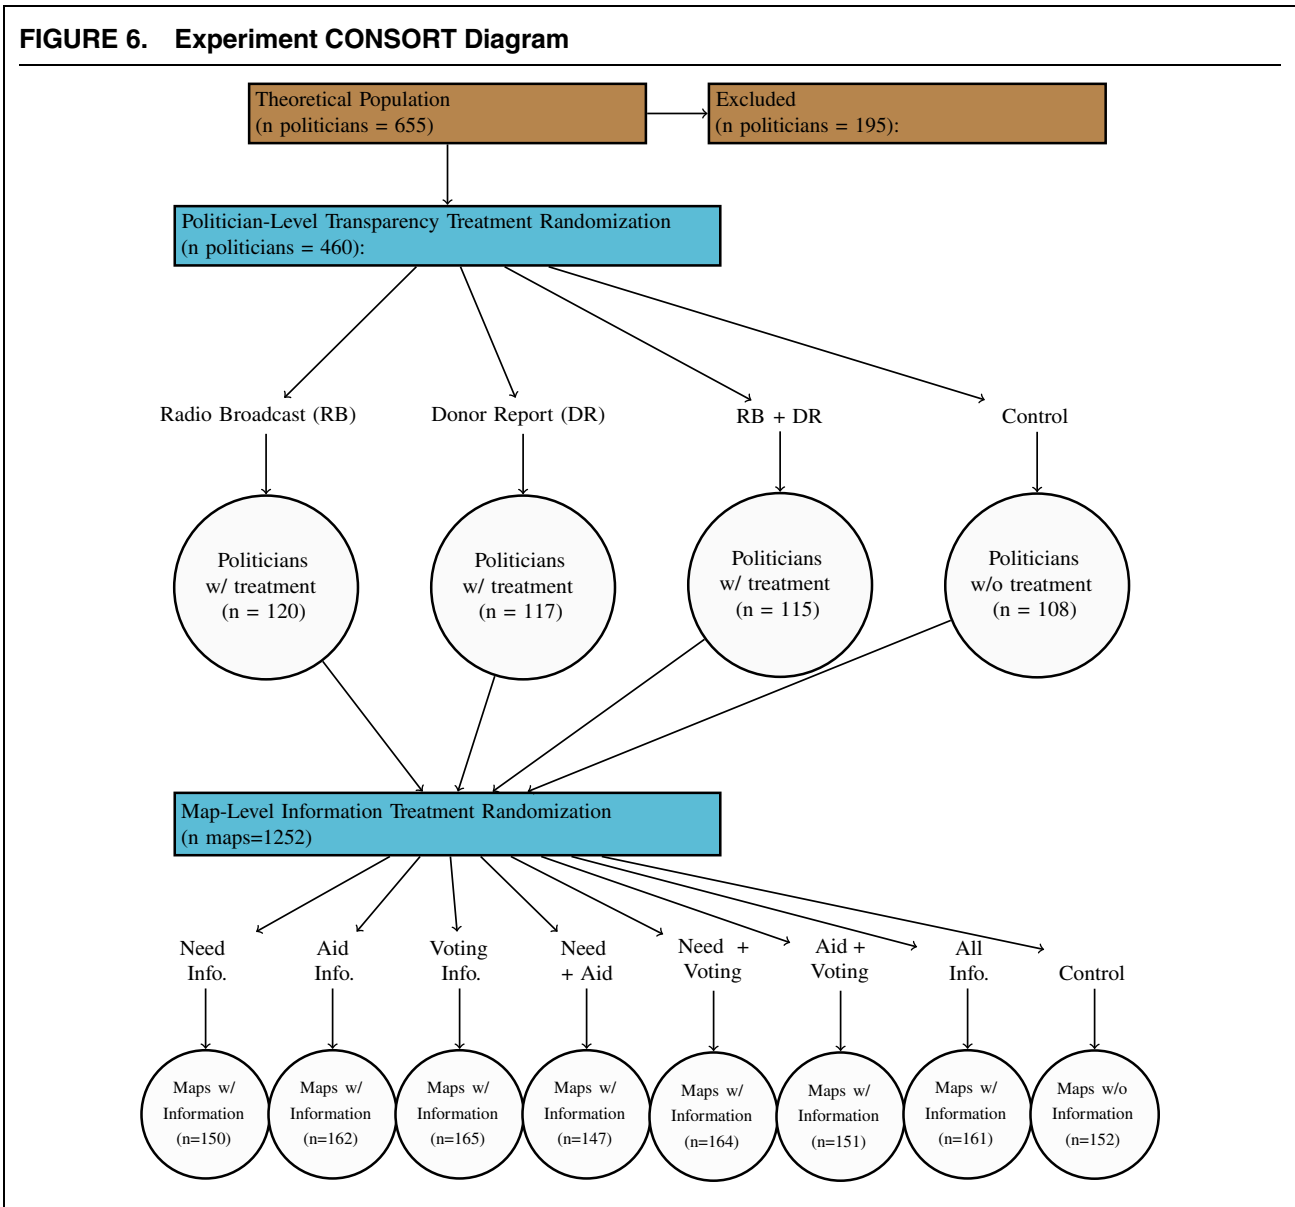 FIGURE 6. Experiment CONSORT Diagram
Theoretical Population
(n politicians = 655)
Excluded
(n politicians = 195):
Politician-Level Transparency Treatment Randomization
(n politicians = 460):
Radio Broadcast (RB)
Donor Report (DR)
RB + DR
Control
Politicians
w/ treatment
(n = 120)
Politicians
w/ treatment
(n = 117)
Politicians
w/ treatment
(n = 115)
Politicians
w/o treatment
(n = 108)
Map-Level Information Treatment Randomization
(n maps=1252)
Need
Info.
Aid
Info.
Voting
Info.
Need
+ Aid
Need +
Voting
Aid +
Voting
All
Info.
Control
Maps w/
Information
(n=150)
Maps w/
Information
(n=162)
Maps w/
Information
(n=165)
Maps w/
Information
(n=147)
Maps w/
Information
(n=164)
Maps w/
Information
(n=151)
Maps w/
Information
(n=161)
Maps w/o
Information
(n=152)